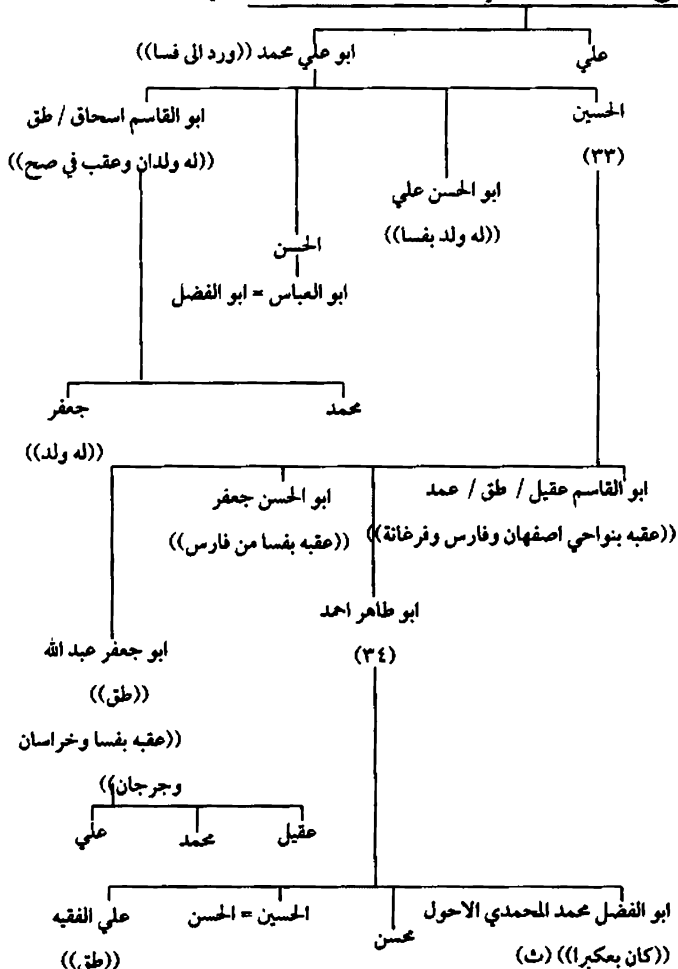 علي
ابو علي محمد ((ورد الى فسا))
الحسين
(٣٣)
ابو الحسن علي
((له ولد بفسا))
الحسن
ابو العباس = ابو الفضل
ابو القاسم اسحاق / طق
((له ولدان وعقب في صح))
محمد
جعفر
((له ولد))
ابو القاسم عقيل / طق / عمد
((عقبه بنواحي اصفهان وفارس وفرغانة))
ابو الحسن جعفر
((عقبه بفسا من فارس))
ابو طاهر احمد
(٣٤)
ابو جعفر عبد الله
((طق))
((عقبه بفسا وخراسان
وجرجان))
عقيل
محمد
علي
ابو الفضل محمد المحمدي الاحول
((كان بعكبرا)) (ث)
محسن
الحسين = الحسن
علي الفقيه
((طق))